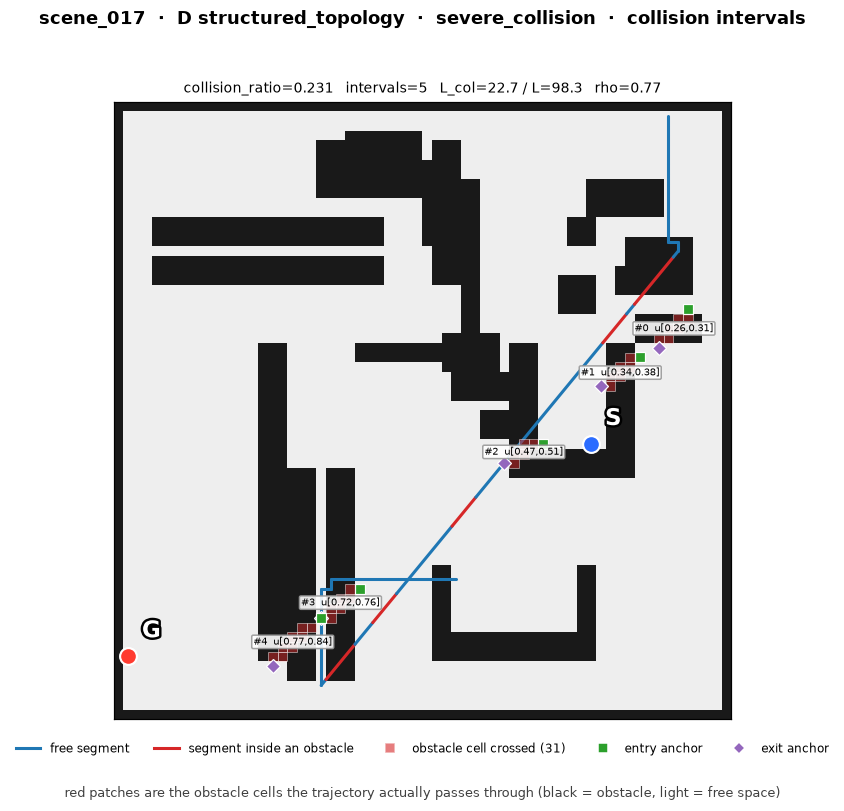 scene_017 · D structured_topology · severe_collision · collision intervals
collision_ratio=0.231 intervals=5 L_col=22.7 / L=98.3 rho=0.77
#0 u[0.26,0.31]
#1 u[0.34,0.38]
S
#2 u[0.47,0.51]
#3 u[0.72,0.76]
G
#4 u[0.77,0.84]
free segment
segment inside an obstacle
obstacle cell crossed (31)
entry anchor
exit anchor
red patches are the obstacle cells the trajectory actually passes through (black = obstacle, light = free space)